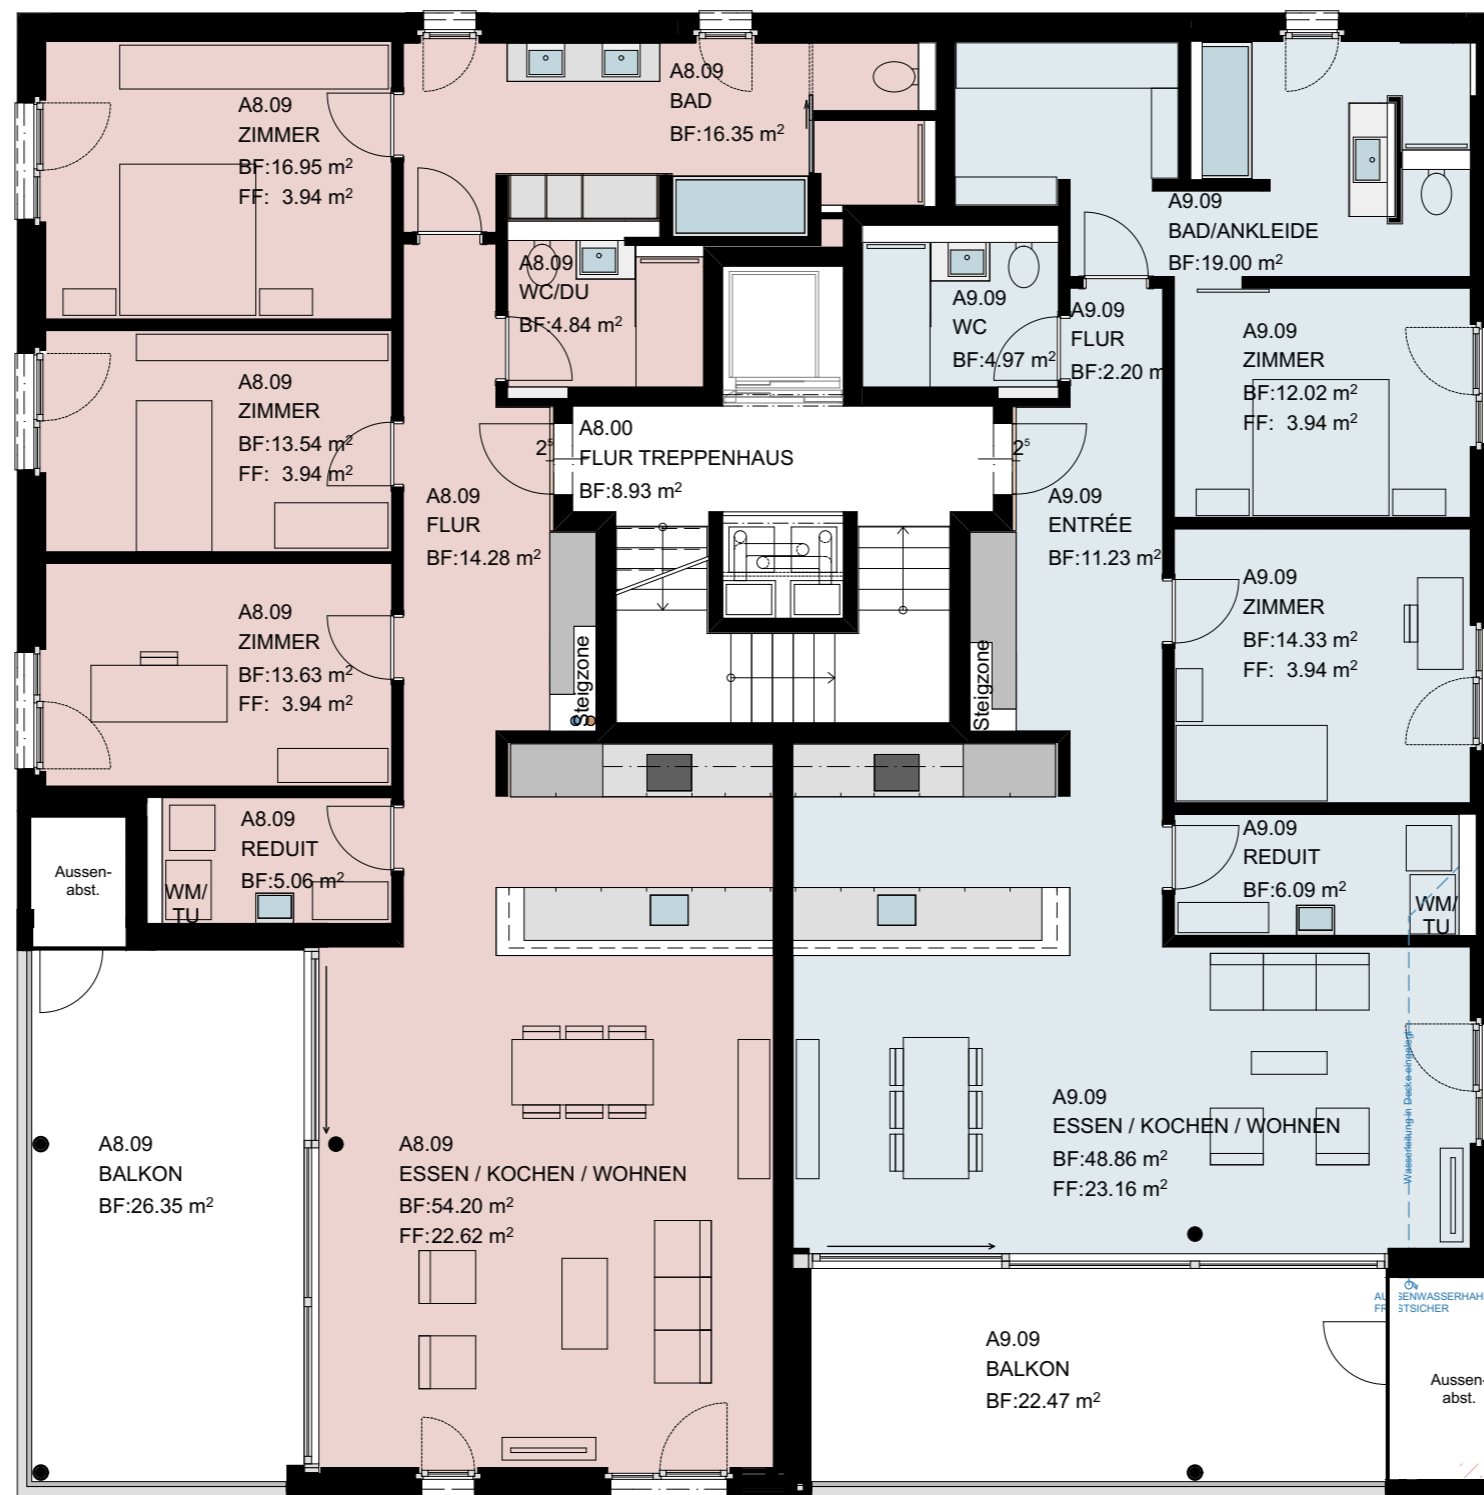 A8.09
ZIMMER
BF:16.95 m²
FF: 3.94 m²
A8.09
BAD
BF:16.35 m²
A9.09
BAD/ANKLEIDE
BF:19.00 m²
A8.09
WC/DU
BF:4.84 m²
A9.09
WC
BF:4.97 m²
A9.09
FLUR
BF:2.20 m
A9.09
ZIMMER
BF:12.02 m²
FF: 3.94 m²
A8.09
ZIMMER
BF:13.54 m²
FF: 3.94 m²
2⁵
A8.00
FLUR TREPPENHAUS
BF:8.93 m²
2⁵
A8.09
FLUR
BF:14.28 m²
A9.09
ENTRÉE
BF:11.23 m²
A8.09
ZIMMER
BF:13.63 m²
FF: 3.94 m²
Steigzone
Steigzone
A9.09
ZIMMER
BF:14.33 m²
FF: 3.94 m²
Aussen-
abst.
A8.09
REDUIT
BF:5.06 m²
WM/
TU
A9.09
REDUIT
BF:6.09 m²
WM/
TU
A8.09
BALKON
BF:26.35 m²
A8.09
ESSEN / KOCHEN / WOHNEN
BF:54.20 m²
FF:22.62 m²
A9.09
ESSEN / KOCHEN / WOHNEN
BF:48.86 m²
FF:23.16 m²
Wasserleitung in Decke eingelegt
AUSSENWASSERHAH
FROSTSICHER
A9.09
BALKON
BF:22.47 m²
Aussen-
abst.